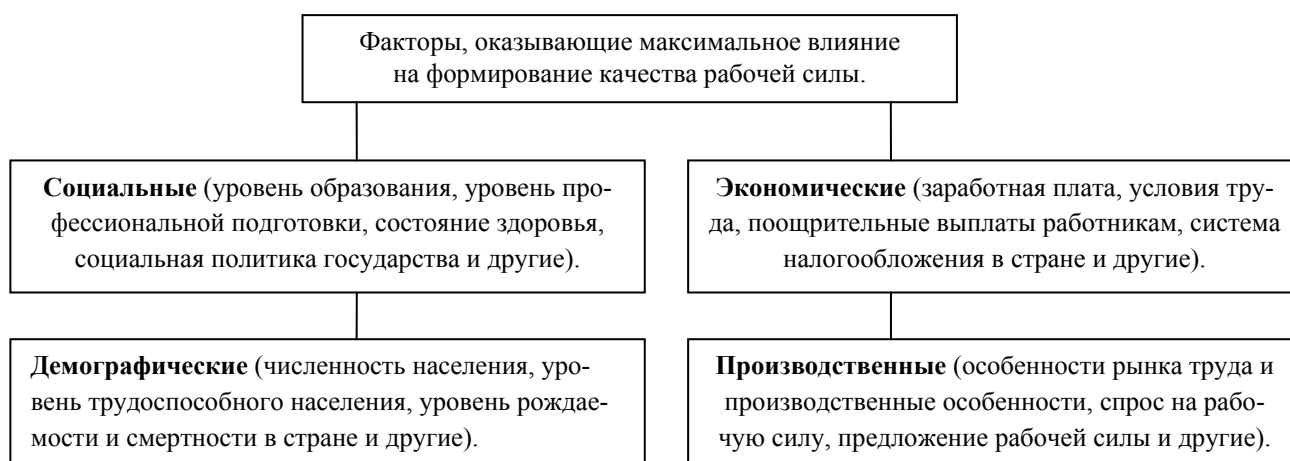 Факторы, оказывающие максимальное влияние
на формирование качества рабочей силы.
Социальные (уровень образования, уровень про-
фессиональной подготовки, состояние здоровья,
социальная политика государства и другие).
Экономические (заработная плата, условия тру-
да, поощрительные выплаты работникам, система
налогообложения в стране и другие).
Демографические (численность населения, уро-
вень трудоспособного населения, уровень рождае-
мости и смертности в стране и другие).
Производственные (особенности рынка труда и
производственные особенности, спрос на рабо-
чую силу, предложение рабочей силы и другие).